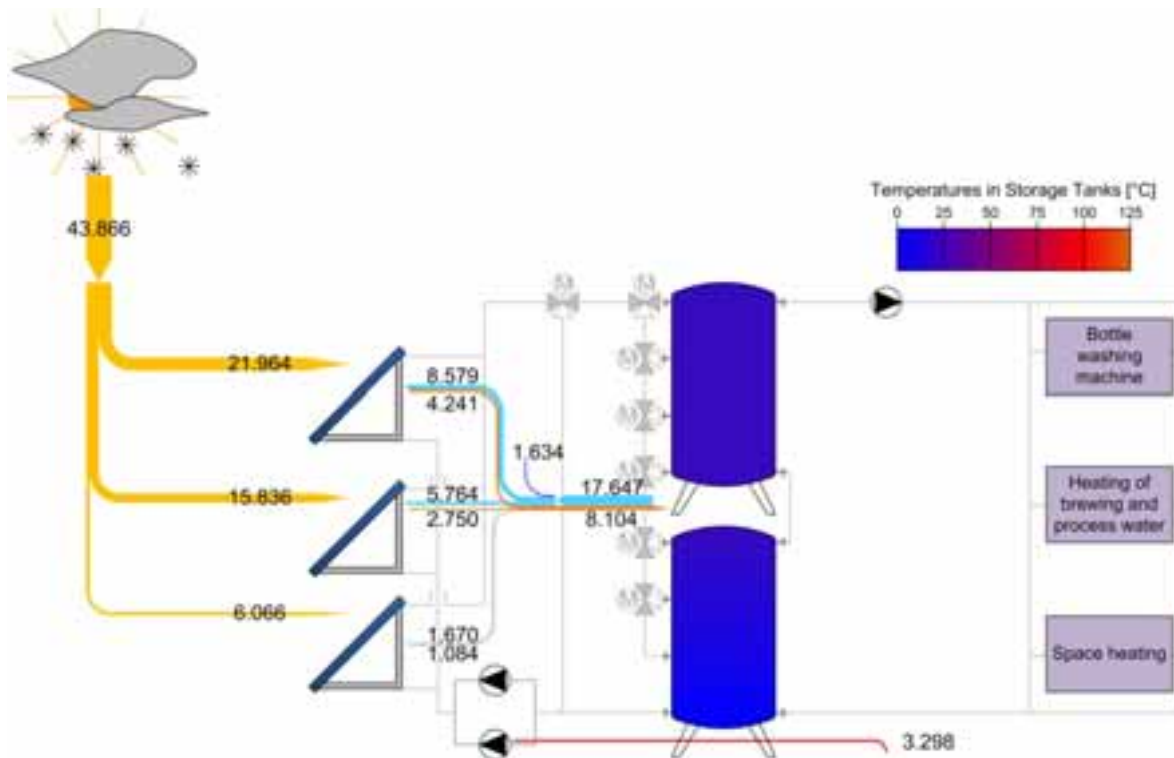 43.866
Temperatures in Storage Tanks [°C]
0 25 50 75 100 125
M M
Bottle
washing
machine
21.964
8.579
4.241
M
M
1.634
M
17.647
8.104
15.836
5.764
2.750
Heating of
brewing and
process water
M
M
6.066
1.670
1.084
Space heating
3.298